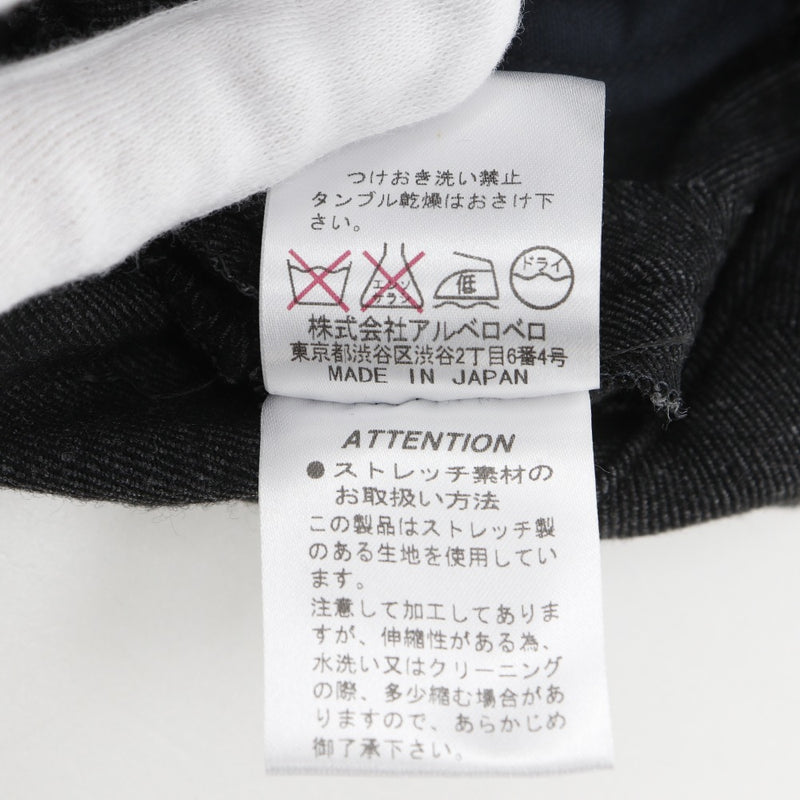 つけおき洗い禁止
タンブル乾燥はおさけ下
さい。
エンソ
サラシ
低
ドライ
株式会社アルベロベロ
東京都渋谷区渋谷2丁目6番4号
MADE IN JAPAN
ATTENTION
● ストレッチ素材の
お取扱い方法
この製品はストレッチ製
のある生地を使用してい
ます。
注意して加工してありま
すが、伸縮性がある為、
水洗い又はクリーニング
の際、多少縮む場合があ
りますので、あらかじめ
御了承下さい。